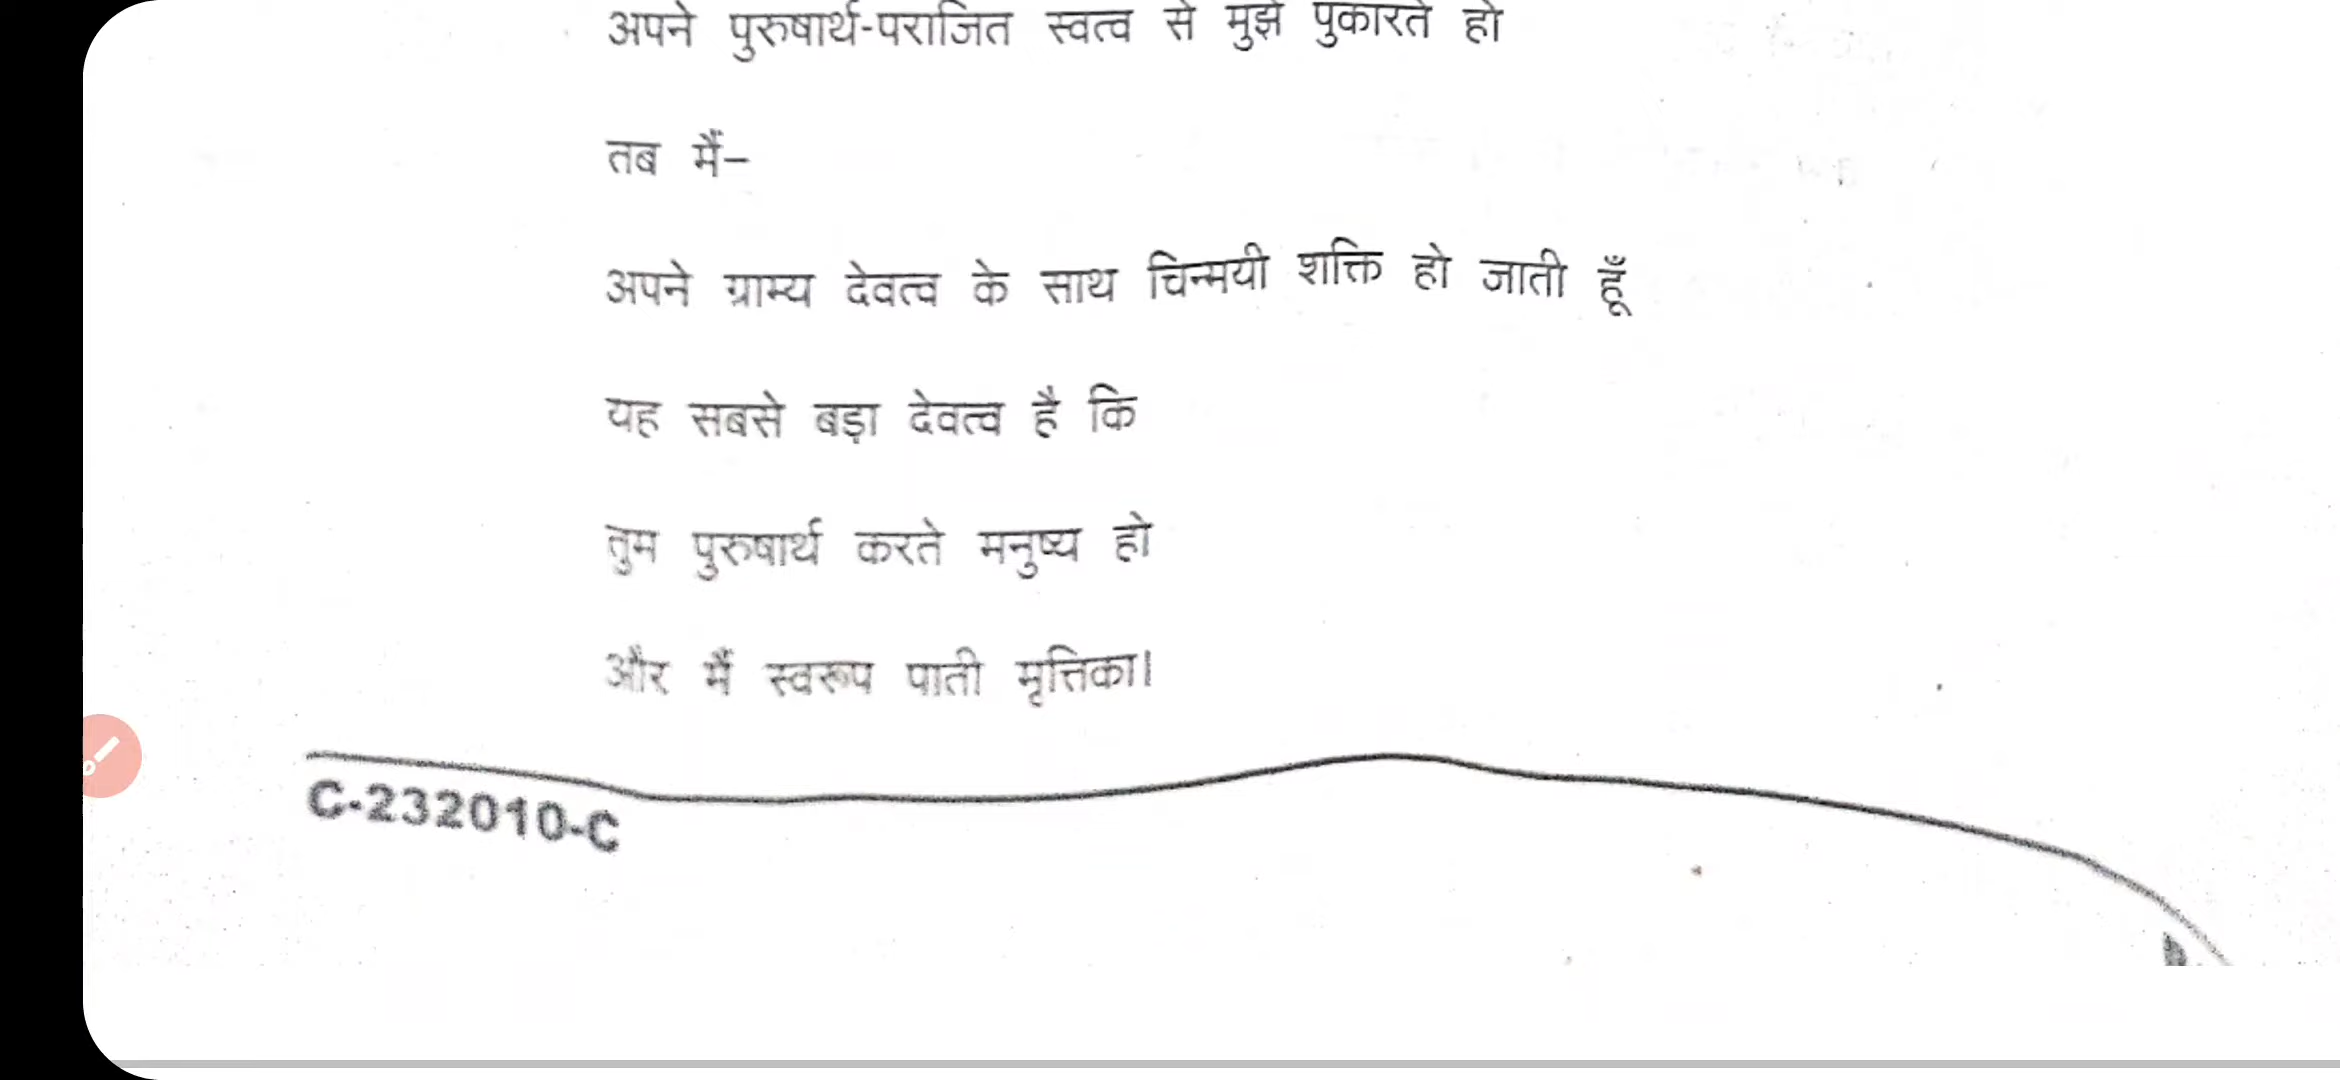 अपने पुरुषार्थ-पराजित स्वत्व से मुझे पुकारते हो
तब मैं–
अपने ग्राम्य देवत्व के साथ चिन्मयी शक्ति हो जाती हूँ
यह सबसे बड़ा देवत्व है कि
तुम पुरुषार्थ करते मनुष्य हो
और मैं स्वरूप पाती मृत्तिका।
C-232010-C